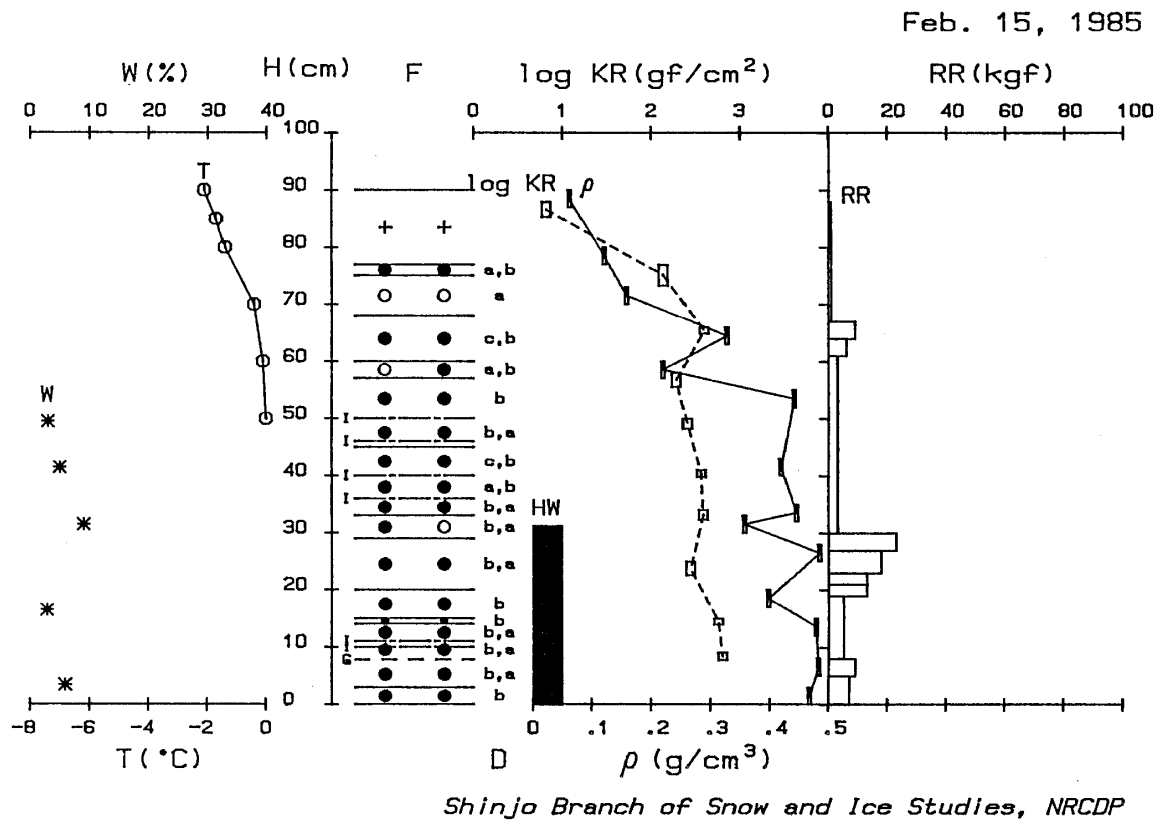 Feb. 15, 1985
W(%) H(cm) F log KR(gf/cm²) RR(kgf)
0 10 20 30 40 0 1 2 3 0 20 40 60 80 100
100
T
log KR ρ RR
90
80
a,b
a
70
c,b
60
a,b
W
b
50
I
b,a
I
c,b
40
I
a,b
I
b,a
HW
30
b,a
b,a
20
b
b
b,a
10
I
I
b,a
G
b,a
b
0
-8 -6 -4 -2 0 0 .1 .2 .3 .4 .5
T(°C) D ρ(g/cm³)
Shinjo Branch of Snow and Ice Studies, NRCDP